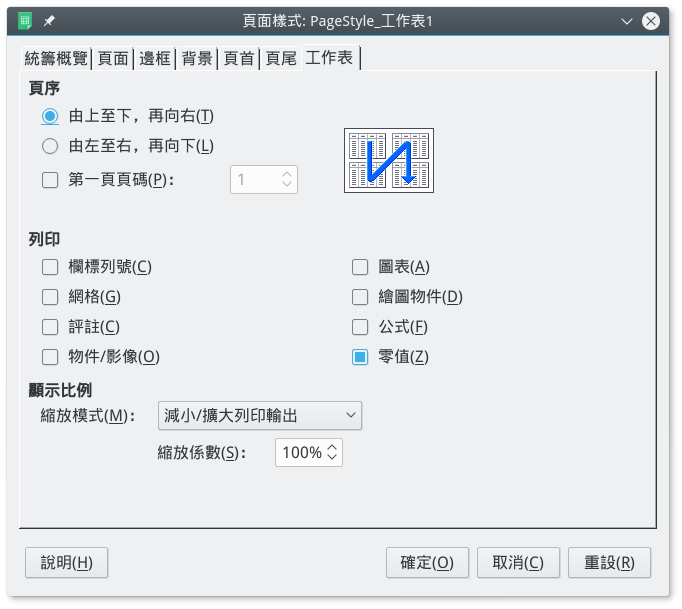 頁面樣式: PageStyle_工作表1
統籌概覽 頁面 邊框 背景 頁首 頁尾 工作表
頁序
由上至下，再向右(T)
由左至右，再向下(L)
第一頁頁碼(P)： 1
列印
欄標列號(C) 圖表(A)
網格(G) 繪圖物件(D)
評註(C) 公式(F)
物件/影像(O) 零值(Z)
顯示比例
縮放模式(M)： 減小/擴大列印輸出
縮放係數(S)： 100%
說明(H) 確定(O) 取消(C) 重設(R)